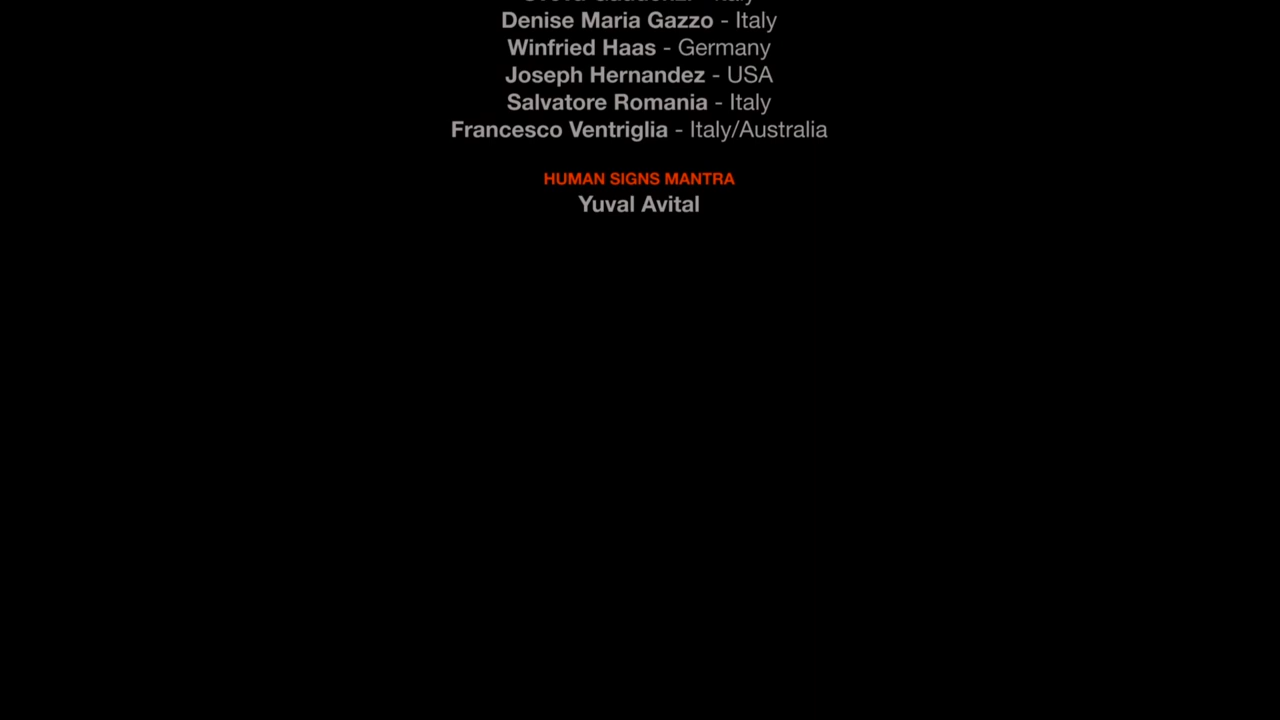 Denise Maria Gazzo - Italy
Winfried Haas - Germany
Joseph Hernandez - USA
Salvatore Romania - Italy
Francesco Ventriglia - Italy/Australia
HUMAN SIGNS MANTRA
Yuval Avital